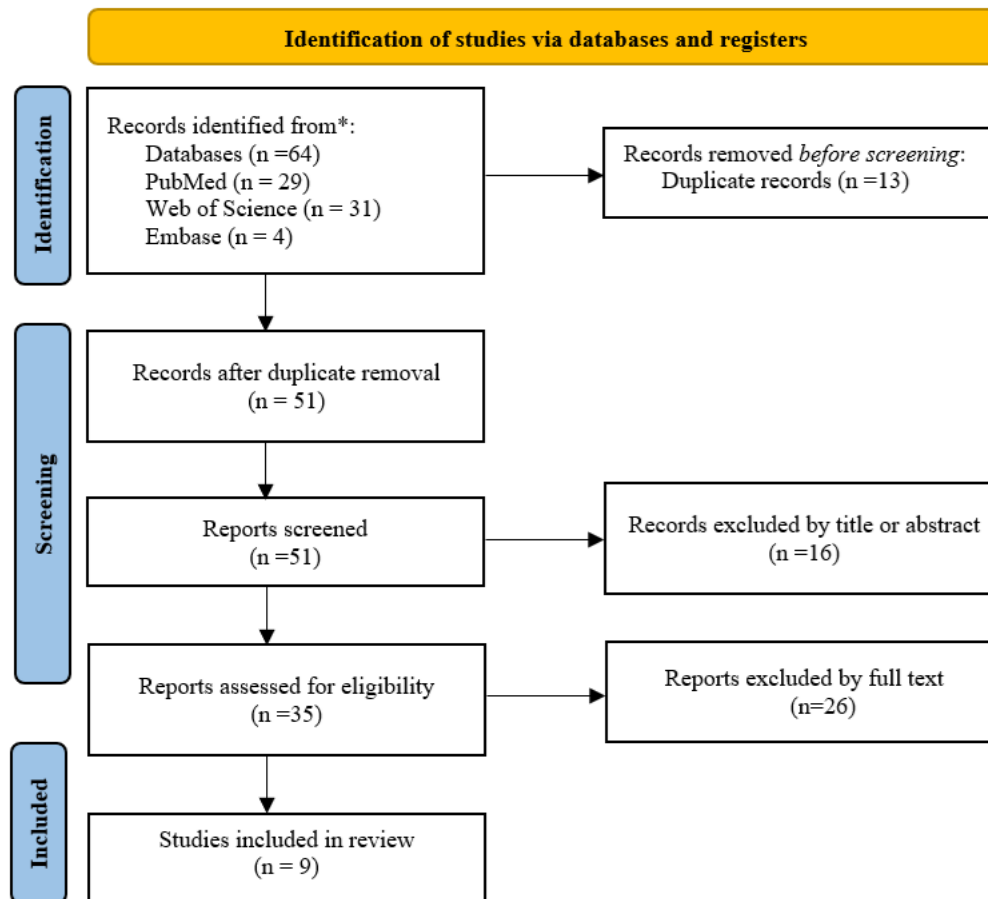 Identification of studies via databases and registers
Identification
Records identified from*:
Databases (n =64)
PubMed (n = 29)
Web of Science (n = 31)
Embase (n = 4)
Records removed before screening:
Duplicate records (n =13)
Screening
Records after duplicate removal
(n = 51)
Reports screened
(n =51)
Records excluded by title or abstract
(n =16)
Reports assessed for eligibility
(n =35)
Reports excluded by full text
(n=26)
Included
Studies included in review
(n = 9)